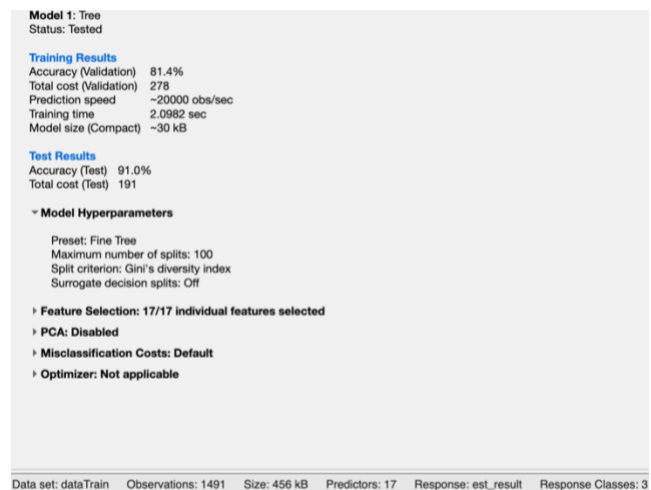 Model 1: Tree
Status: Tested
Training Results
Accuracy (Validation) 81.4%
Total cost (Validation) 278
Prediction speed ~20000 obs/sec
Training time 2.0982 sec
Model size (Compact) ~30 kB
Test Results
Accuracy (Test) 91.0%
Total cost (Test) 191
Model Hyperparameters
Preset: Fine Tree
Maximum number of splits: 100
Split criterion: Gini's diversity index
Surrogate decision splits: Off
Feature Selection: 17/17 individual features selected
PCA: Disabled
Misclassification Costs: Default
Optimizer: Not applicable
Data set: dataTrain Observations: 1491 Size: 456 kB Predictors: 17 Response: est_result Response Classes: 3